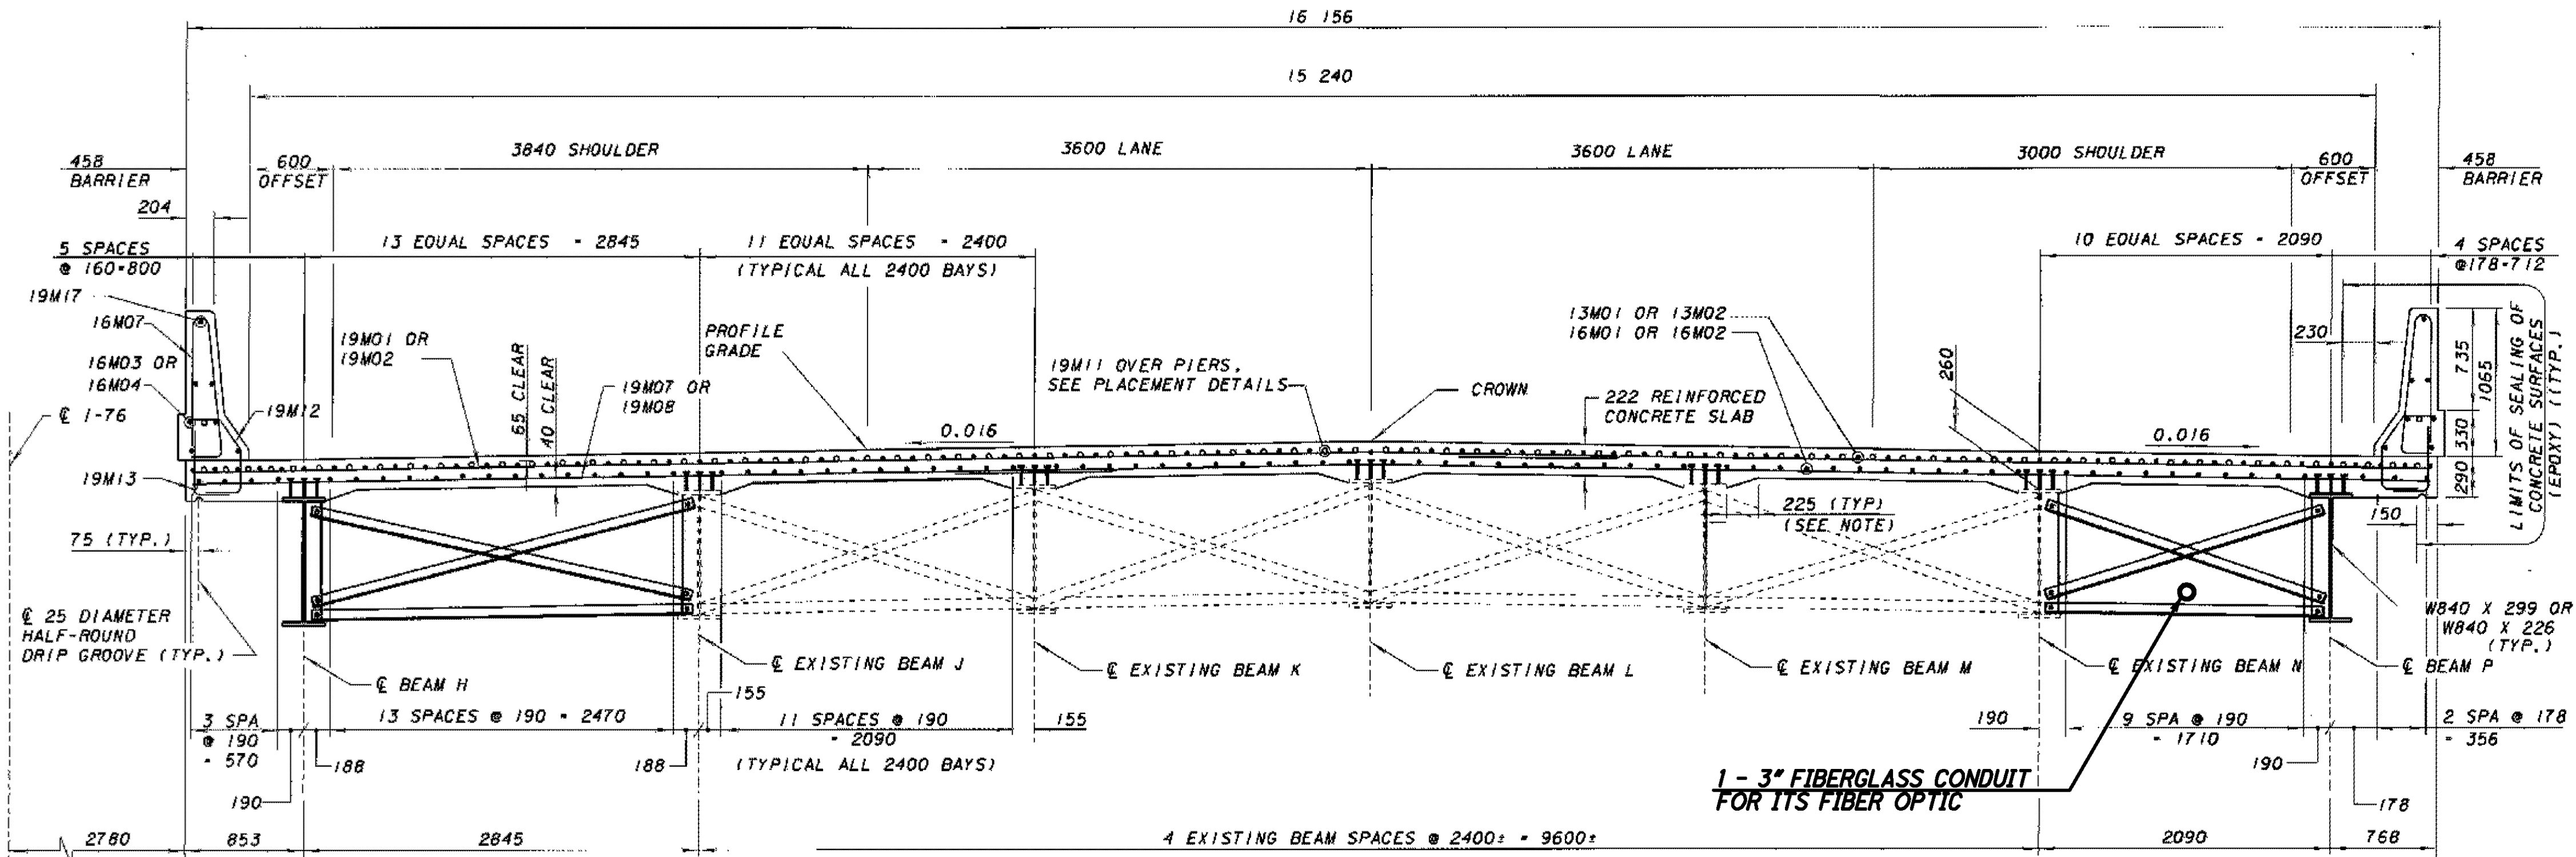 16 156
15 240
458
BARRIER
600
OFFSET
3840 SHOULDER
3600 LANE
3600 LANE
3000 SHOULDER
600
OFFSET
458
BARRIER
204
5 SPACES
@ 160=800
13 EQUAL SPACES = 2845
11 EQUAL SPACES = 2400
(TYPICAL ALL 2400 BAYS)
10 EQUAL SPACES = 2090
4 SPACES
@178=712
19M17
16M07
16M03 OR
16M04
19M12
19M13
℄ I-76
19M01 OR
19M02
65 CLEAR
40 CLEAR
19M07 OR
19M08
PROFILE
GRADE
0.016
19M11 OVER PIERS,
SEE PLACEMENT DETAILS
CROWN
13M01 OR 13M02
16M01 OR 16M02
222 REINFORCED
CONCRETE SLAB
260
0.016
230
735
1065
330
290
150
LIMITS OF SEALING OF
CONCRETE SURFACES
(EPOXY) (TYP.)
75 (TYP.)
225 (TYP)
(SEE NOTE)
℄ 25 DIAMETER
HALF-ROUND
DRIP GROOVE (TYP.)
℄ BEAM H
℄ EXISTING BEAM J
℄ EXISTING BEAM K
℄ EXISTING BEAM L
℄ EXISTING BEAM M
℄ EXISTING BEAM N
℄ BEAM P
W840 X 299 OR
W840 X 226
(TYP.)
3 SPA
@ 190
= 570
190
188
13 SPACES @ 190 = 2470
188
155
11 SPACES @ 190
= 2090
(TYPICAL ALL 2400 BAYS)
155
190
9 SPA @ 190
= 1710
190
178
2 SPA @ 178
= 356
1 - 3" FIBERGLASS CONDUIT
FOR ITS FIBER OPTIC
2780
853
2845
4 EXISTING BEAM SPACES @ 2400± = 9600±
2090
768